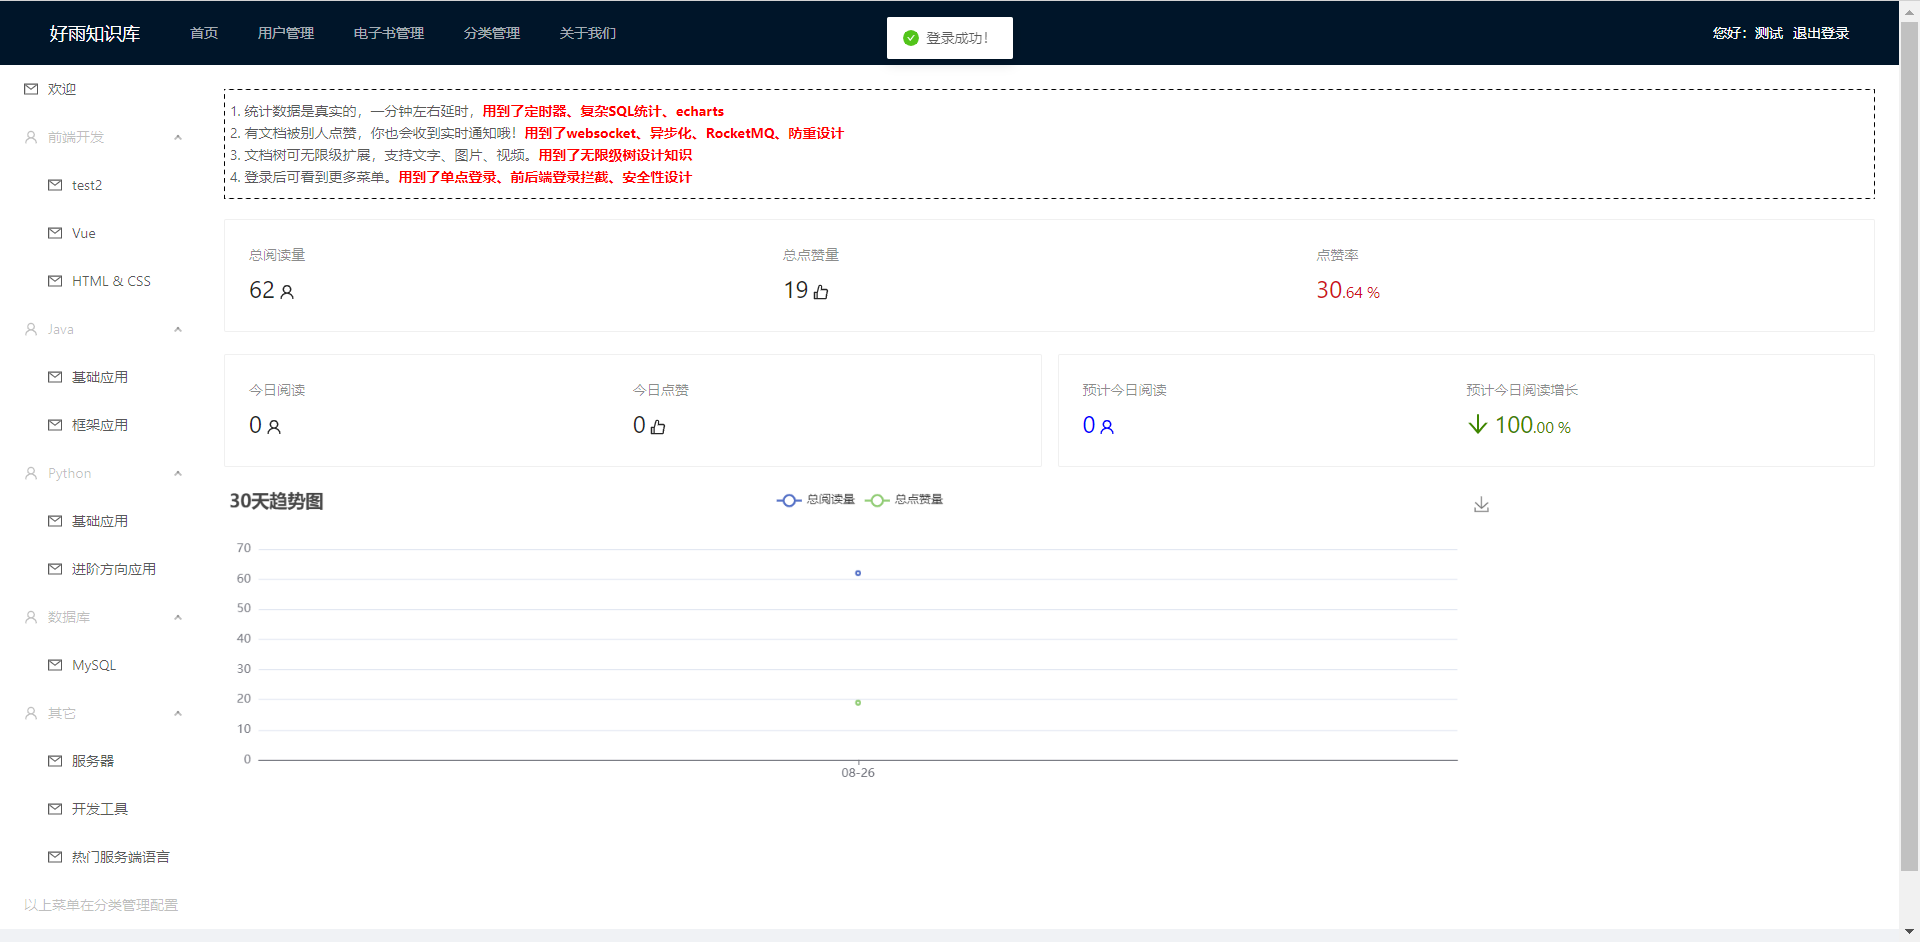 好雨知识库
首页
用户管理
电子书管理
分类管理
关于我们
登录成功!
您好：测试
退出登录
欢迎
前端开发
test2
Vue
HTML & CSS
Java
基础应用
框架应用
Python
基础应用
进阶方向应用
数据库
MySQL
其它
服务器
开发工具
热门服务端语言
以上菜单在分类管理配置
1. 统计数据是真实的，一分钟左右延时，用到了定时器、复杂SQL统计、echarts
2. 有文档被别人点赞，你也会收到实时通知哦！用到了websocket、异步化、RocketMQ、防重设计
3. 文档树可无限级扩展，支持文字、图片、视频。用到了无限级树设计知识
4. 登录后可看到更多菜单。用到了单点登录、前后端登录拦截、安全性设计
总阅读量
62
总点赞量
19
点赞率
30.64 %
今日阅读
0
今日点赞
0
预计今日阅读
0
预计今日阅读增长
100.00 %
30天趋势图
总阅读量
总点赞量
70
60
50
40
30
20
10
0
08-26